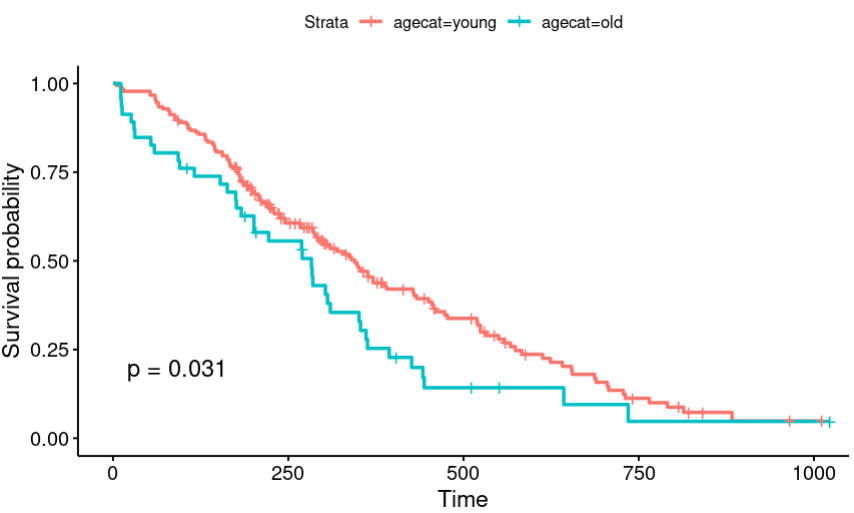 Strata agecat=young agecat=old
1.00
0.75
0.50
0.25
0.00
Survival probability
p = 0.031
0 250 500 750 1000
Time